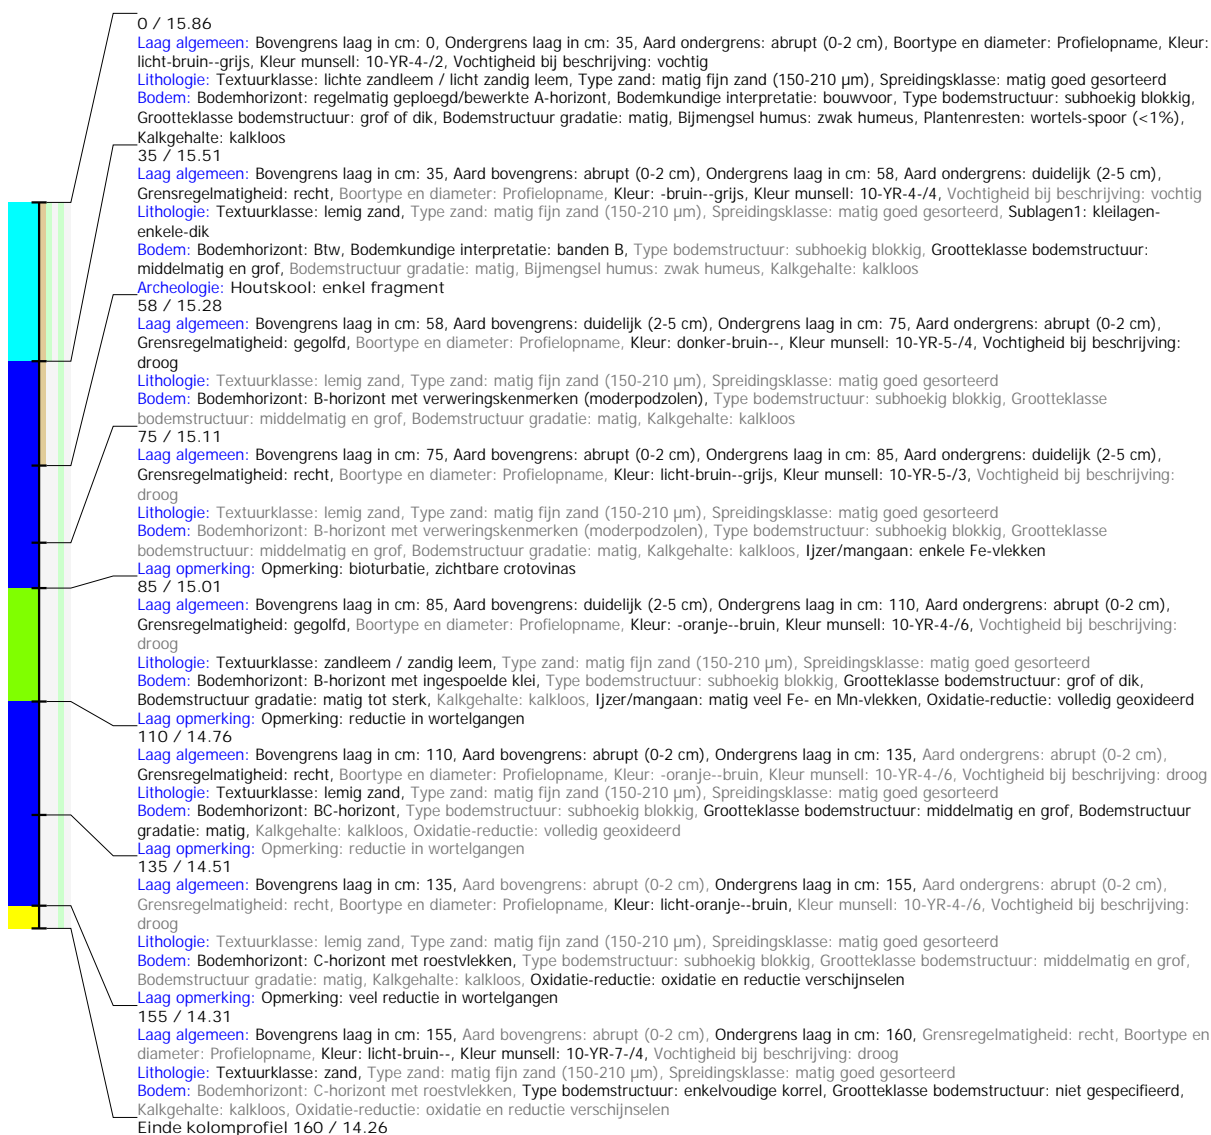 0 / 15.86
Laag algemeen: Bovengrens laag in cm: 0, Ondergrens laag in cm: 35, Aard ondergrens: abrupt (0-2 cm), Boortype en diameter: Profielopname, Kleur:
licht-bruin--grijs, Kleur munsell: 10-YR-4-/2, Vochtigheid bij beschrijving: vochtig
Lithologie: Textuurklasse: lichte zandleem / licht zandig leem, Type zand: matig fijn zand (150-210 µm), Spreidingsklasse: matig goed gesorteerd
Bodem: Bodemhorizont: regelmatig geploegd/bewerkte A-horizont, Bodemkundige interpretatie: bouwvoor, Type bodemstructuur: subhoekig blokkig,
Grootteklasse bodemstructuur: grof of dik, Bodemstructuur gradatie: matig, Bijmengsel humus: zwak humeus, Plantenresten: wortels-spoor (<1%),
Kalkgehalte: kalkloos
35 / 15.51
Laag algemeen: Bovengrens laag in cm: 35, Aard bovengrens: abrupt (0-2 cm), Ondergrens laag in cm: 58, Aard ondergrens: duidelijk (2-5 cm),
Grensregelmatigheid: recht, Boortype en diameter: Profielopname, Kleur: -bruin--grijs, Kleur munsell: 10-YR-4-/4, Vochtigheid bij beschrijving: vochtig
Lithologie: Textuurklasse: lemig zand, Type zand: matig fijn zand (150-210 µm), Spreidingsklasse: matig goed gesorteerd, Sublagen1: kleilagen-
enkele-dik
Bodem: Bodemhorizont: Btw, Bodemkundige interpretatie: banden B, Type bodemstructuur: subhoekig blokkig, Grootteklasse bodemstructuur:
middelmatig en grof, Bodemstructuur gradatie: matig, Bijmengsel humus: zwak humeus, Kalkgehalte: kalkloos
Archeologie: Houtskool: enkel fragment
58 / 15.28
Laag algemeen: Bovengrens laag in cm: 58, Aard bovengrens: duidelijk (2-5 cm), Ondergrens laag in cm: 75, Aard ondergrens: abrupt (0-2 cm),
Grensregelmatigheid: gegolfd, Boortype en diameter: Profielopname, Kleur: donker-bruin--, Kleur munsell: 10-YR-5-/4, Vochtigheid bij beschrijving:
droog
Lithologie: Textuurklasse: lemig zand, Type zand: matig fijn zand (150-210 µm), Spreidingsklasse: matig goed gesorteerd
Bodem: Bodemhorizont: B-horizont met verweringskenmerken (moderpodzolen), Type bodemstructuur: subhoekig blokkig, Grootteklasse
bodemstructuur: middelmatig en grof, Bodemstructuur gradatie: matig, Kalkgehalte: kalkloos
75 / 15.11
Laag algemeen: Bovengrens laag in cm: 75, Aard bovengrens: abrupt (0-2 cm), Ondergrens laag in cm: 85, Aard ondergrens: duidelijk (2-5 cm),
Grensregelmatigheid: recht, Boortype en diameter: Profielopname, Kleur: licht-bruin--grijs, Kleur munsell: 10-YR-5-/3, Vochtigheid bij beschrijving:
droog
Lithologie: Textuurklasse: lemig zand, Type zand: matig fijn zand (150-210 µm), Spreidingsklasse: matig goed gesorteerd
Bodem: Bodemhorizont: B-horizont met verweringskenmerken (moderpodzolen), Type bodemstructuur: subhoekig blokkig, Grootteklasse
bodemstructuur: middelmatig en grof, Bodemstructuur gradatie: matig, Kalkgehalte: kalkloos, Ijzer/mangaan: enkele Fe-vlekken
Laag opmerking: Opmerking: bioturbatie, zichtbare crotovinas
85 / 15.01
Laag algemeen: Bovengrens laag in cm: 85, Aard bovengrens: duidelijk (2-5 cm), Ondergrens laag in cm: 110, Aard ondergrens: abrupt (0-2 cm),
Grensregelmatigheid: gegolfd, Boortype en diameter: Profielopname, Kleur: -oranje--bruin, Kleur munsell: 10-YR-4-/6, Vochtigheid bij beschrijving:
droog
Lithologie: Textuurklasse: zandleem / zandig leem, Type zand: matig fijn zand (150-210 µm), Spreidingsklasse: matig goed gesorteerd
Bodem: Bodemhorizont: B-horizont met ingespoelde klei, Type bodemstructuur: subhoekig blokkig, Grootteklasse bodemstructuur: grof of dik,
Bodemstructuur gradatie: matig tot sterk, Kalkgehalte: kalkloos, Ijzer/mangaan: matig veel Fe- en Mn-vlekken, Oxidatie-reductie: volledig geoxideerd
Laag opmerking: Opmerking: reductie in wortelgangen
110 / 14.76
Laag algemeen: Bovengrens laag in cm: 110, Aard bovengrens: abrupt (0-2 cm), Ondergrens laag in cm: 135, Aard ondergrens: abrupt (0-2 cm),
Grensregelmatigheid: recht, Boortype en diameter: Profielopname, Kleur: -oranje--bruin, Kleur munsell: 10-YR-4-/6, Vochtigheid bij beschrijving: droog
Lithologie: Textuurklasse: lemig zand, Type zand: matig fijn zand (150-210 µm), Spreidingsklasse: matig goed gesorteerd
Bodem: Bodemhorizont: BC-horizont, Type bodemstructuur: subhoekig blokkig, Grootteklasse bodemstructuur: middelmatig en grof, Bodemstructuur
gradatie: matig, Kalkgehalte: kalkloos, Oxidatie-reductie: volledig geoxideerd
Laag opmerking: Opmerking: reductie in wortelgangen
135 / 14.51
Laag algemeen: Bovengrens laag in cm: 135, Aard bovengrens: abrupt (0-2 cm), Ondergrens laag in cm: 155, Aard ondergrens: abrupt (0-2 cm),
Grensregelmatigheid: recht, Boortype en diameter: Profielopname, Kleur: licht-oranje--bruin, Kleur munsell: 10-YR-4-/6, Vochtigheid bij beschrijving:
droog
Lithologie: Textuurklasse: lemig zand, Type zand: matig fijn zand (150-210 µm), Spreidingsklasse: matig goed gesorteerd
Bodem: Bodemhorizont: C-horizont met roestvlekken, Type bodemstructuur: subhoekig blokkig, Grootteklasse bodemstructuur: middelmatig en grof,
Bodemstructuur gradatie: matig, Kalkgehalte: kalkloos, Oxidatie-reductie: oxidatie en reductie verschijnselen
Laag opmerking: Opmerking: veel reductie in wortelgangen
155 / 14.31
Laag algemeen: Bovengrens laag in cm: 155, Aard bovengrens: abrupt (0-2 cm), Ondergrens laag in cm: 160, Grensregelmatigheid: recht, Boortype en
diameter: Profielopname, Kleur: licht-bruin--, Kleur munsell: 10-YR-7-/4, Vochtigheid bij beschrijving: droog
Lithologie: Textuurklasse: zand, Type zand: matig fijn zand (150-210 µm), Spreidingsklasse: matig goed gesorteerd
Bodem: Bodemhorizont: C-horizont met roestvlekken, Type bodemstructuur: enkelvoudige korrel, Grootteklasse bodemstructuur: niet gespecifieerd,
Kalkgehalte: kalkloos, Oxidatie-reductie: oxidatie en reductie verschijnselen
Einde kolomprofiel 160 / 14.26